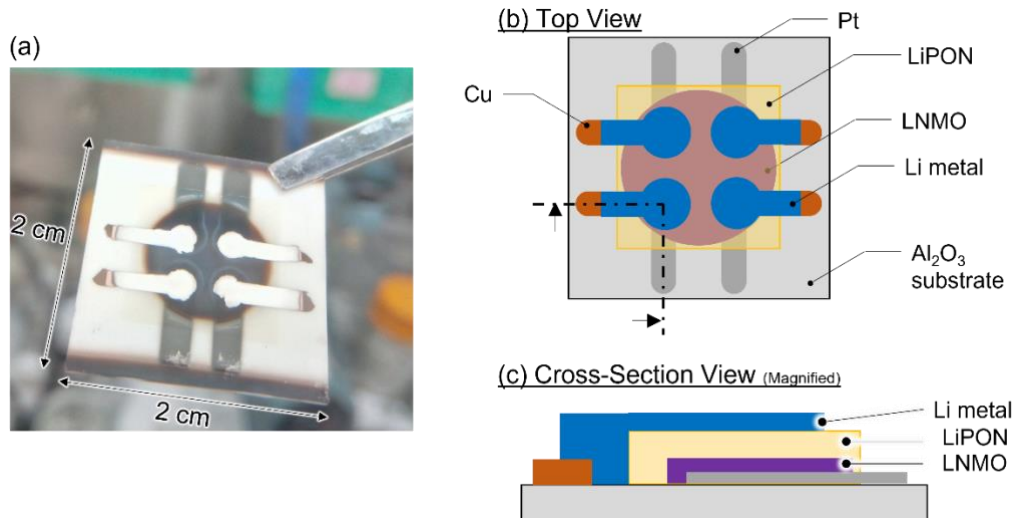 (a)
2 cm
2 cm
(b) Top View
Pt
LiPON
Cu
LNMO
Li metal
Al₂O₃
substrate
(c) Cross-Section View (Magnified)
Li metal
LiPON
LNMO